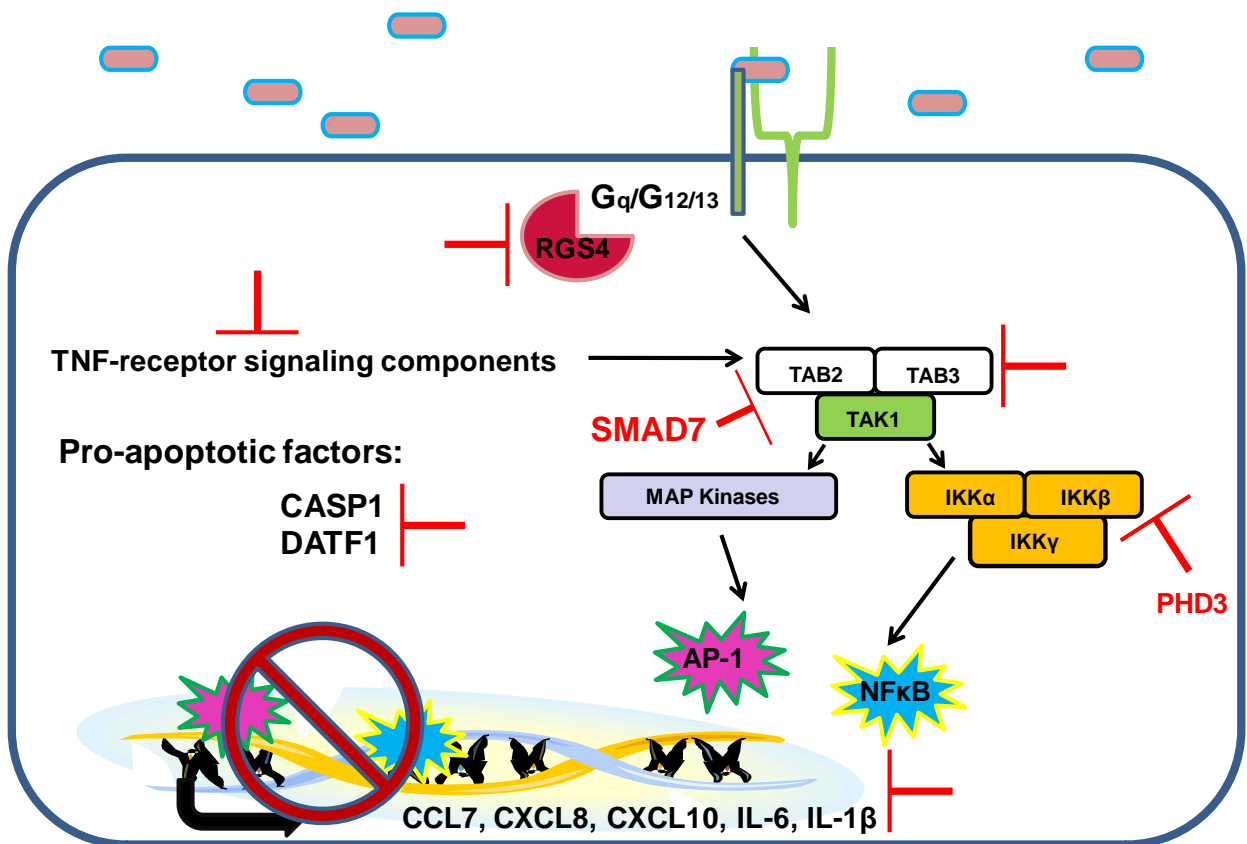 Gq/G12/13
RGS4
TNF-receptor signaling components
TAB2
TAB3
TAK1
SMAD7
Pro-apoptotic factors:
CASP1
DATF1
MAP Kinases
IKKα
IKKβ
IKKγ
PHD3
AP-1
NFκB
CCL7, CXCL8, CXCL10, IL-6, IL-1β